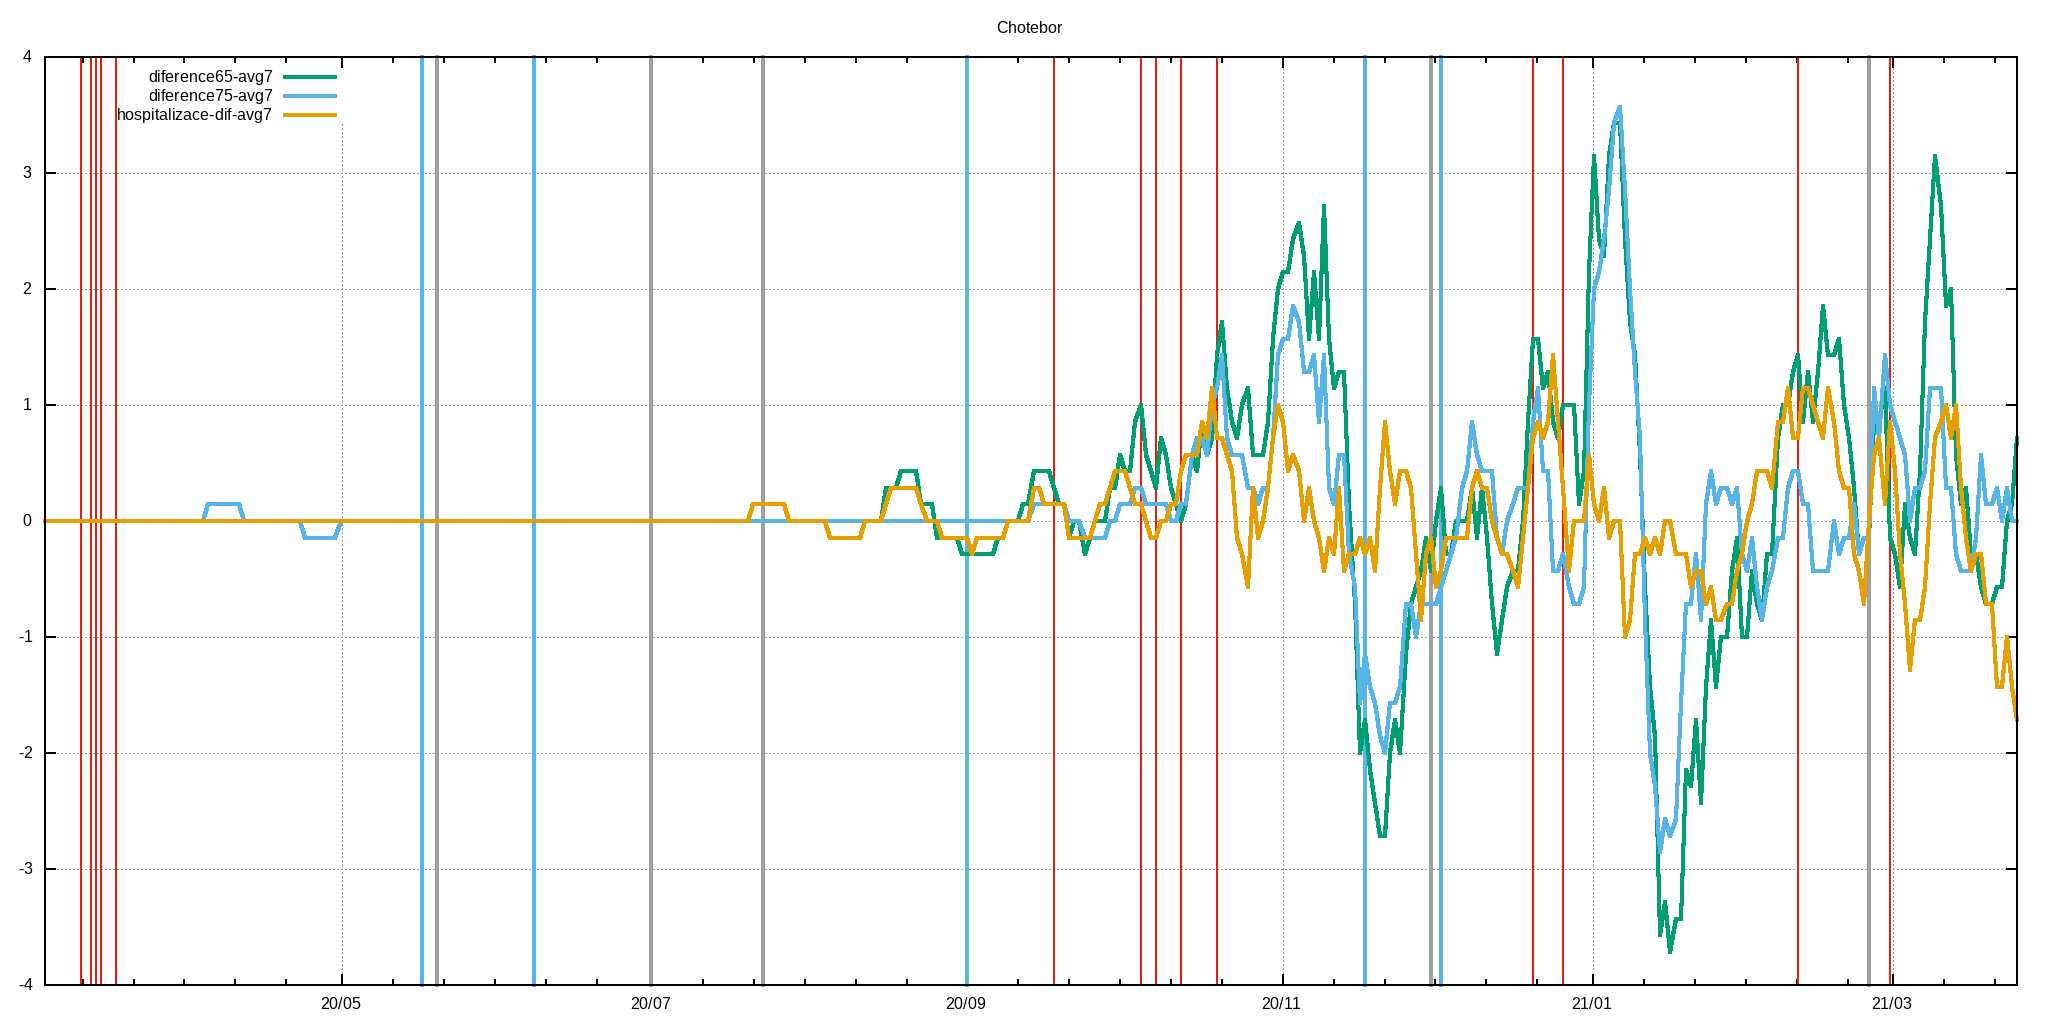 Chotebor
diference65-avg7
diference75-avg7
hospitalizace-dif-avg7
4
3
2
1
0
-1
-2
-3
-4
20/05 20/07 20/09 20/11 21/01 21/03